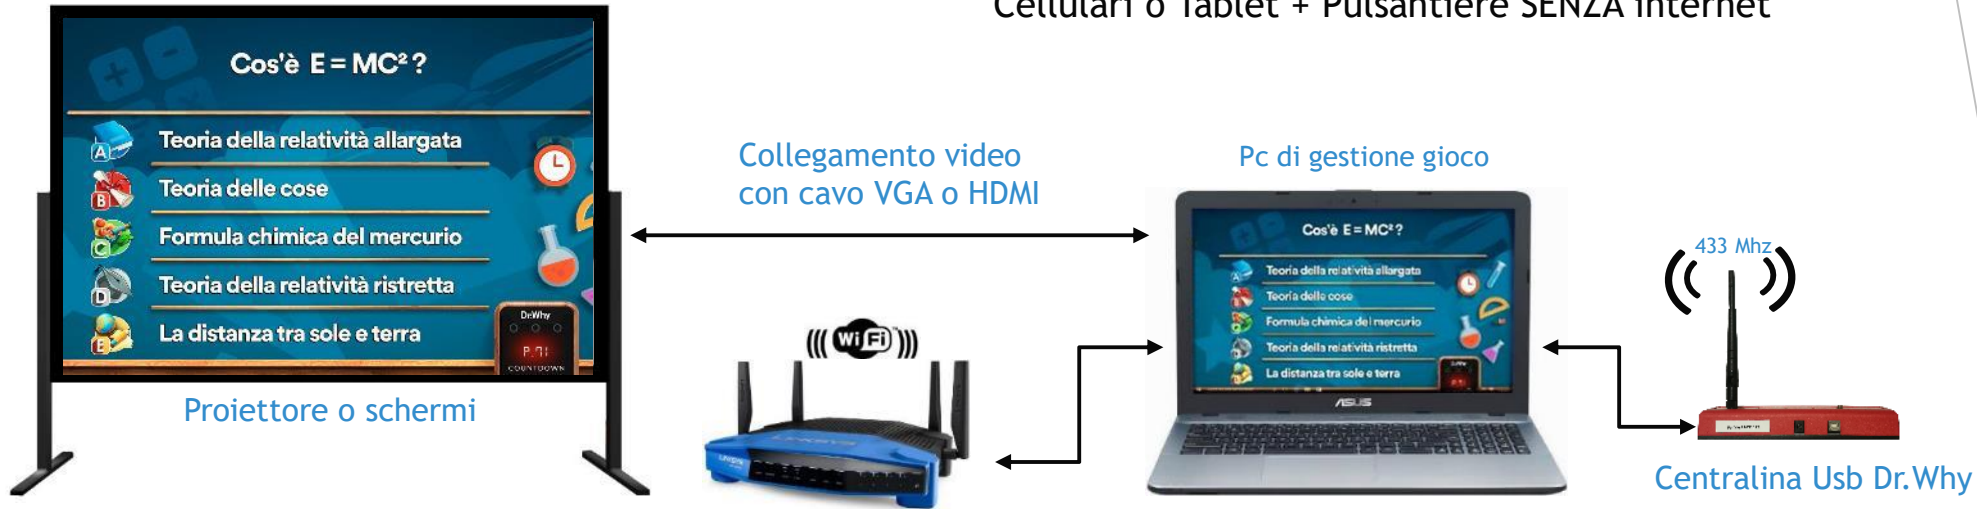 Cellulari o Tablet + Pulsantiere SENZA internet
Cos'è E = MC² ?
A Teoria della relatività allargata
B Teoria delle cose
C Formula chimica del mercurio
D Teoria della relatività ristretta
E La distanza tra sole e terra
Dr.Why
COUNTDOWN
Proiettore o schermi
Collegamento video
con cavo VGA o HDMI
Wi Fi
LINKSYS
Pc di gestione gioco
Cos'è E = MC² ?
Teoria della relatività allargata
Teoria delle cose
Formula chimica del mercurio
Teoria della relatività ristretta
La distanza tra sole e terra
ASUS
433 Mhz
Centralina Usb Dr.Why